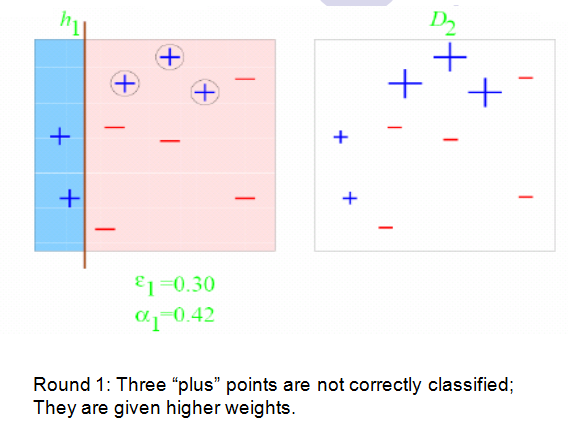 h1
D2
ε1=0.30
α1=0.42
Round 1: Three “plus” points are not correctly classified;
They are given higher weights.